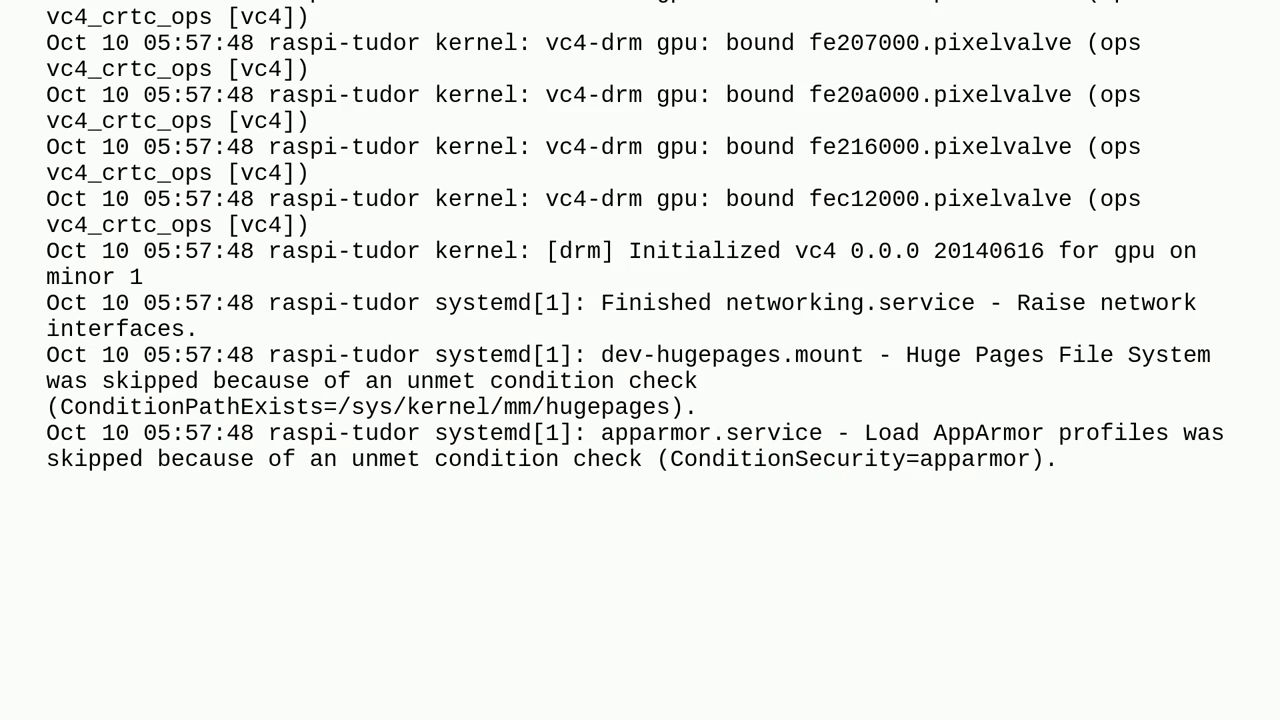 vc4_crtc_ops [vc4])
Oct 10 05:57:48 raspi-tudor kernel: vc4-drm gpu: bound fe207000.pixelvalve (ops
vc4_crtc_ops [vc4])
Oct 10 05:57:48 raspi-tudor kernel: vc4-drm gpu: bound fe20a000.pixelvalve (ops
vc4_crtc_ops [vc4])
Oct 10 05:57:48 raspi-tudor kernel: vc4-drm gpu: bound fe216000.pixelvalve (ops
vc4_crtc_ops [vc4])
Oct 10 05:57:48 raspi-tudor kernel: vc4-drm gpu: bound fec12000.pixelvalve (ops
vc4_crtc_ops [vc4])
Oct 10 05:57:48 raspi-tudor kernel: [drm] Initialized vc4 0.0.0 20140616 for gpu on
minor 1
Oct 10 05:57:48 raspi-tudor systemd[1]: Finished networking.service - Raise network
interfaces.
Oct 10 05:57:48 raspi-tudor systemd[1]: dev-hugepages.mount - Huge Pages File System
was skipped because of an unmet condition check
(ConditionPathExists=/sys/kernel/mm/hugepages).
Oct 10 05:57:48 raspi-tudor systemd[1]: apparmor.service - Load AppArmor profiles was
skipped because of an unmet condition check (ConditionSecurity=apparmor).